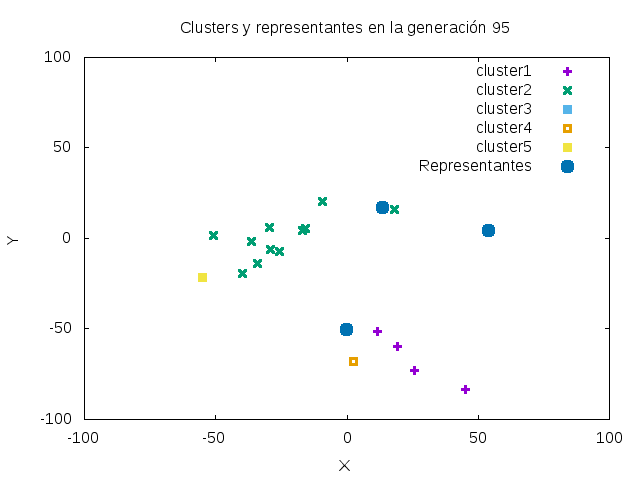 Clusters y representantes en la generación 95
100
50
0
-50
-100
-100
-50
0
50
100
X
Y
cluster1
cluster2
cluster3
cluster4
cluster5
Representantes